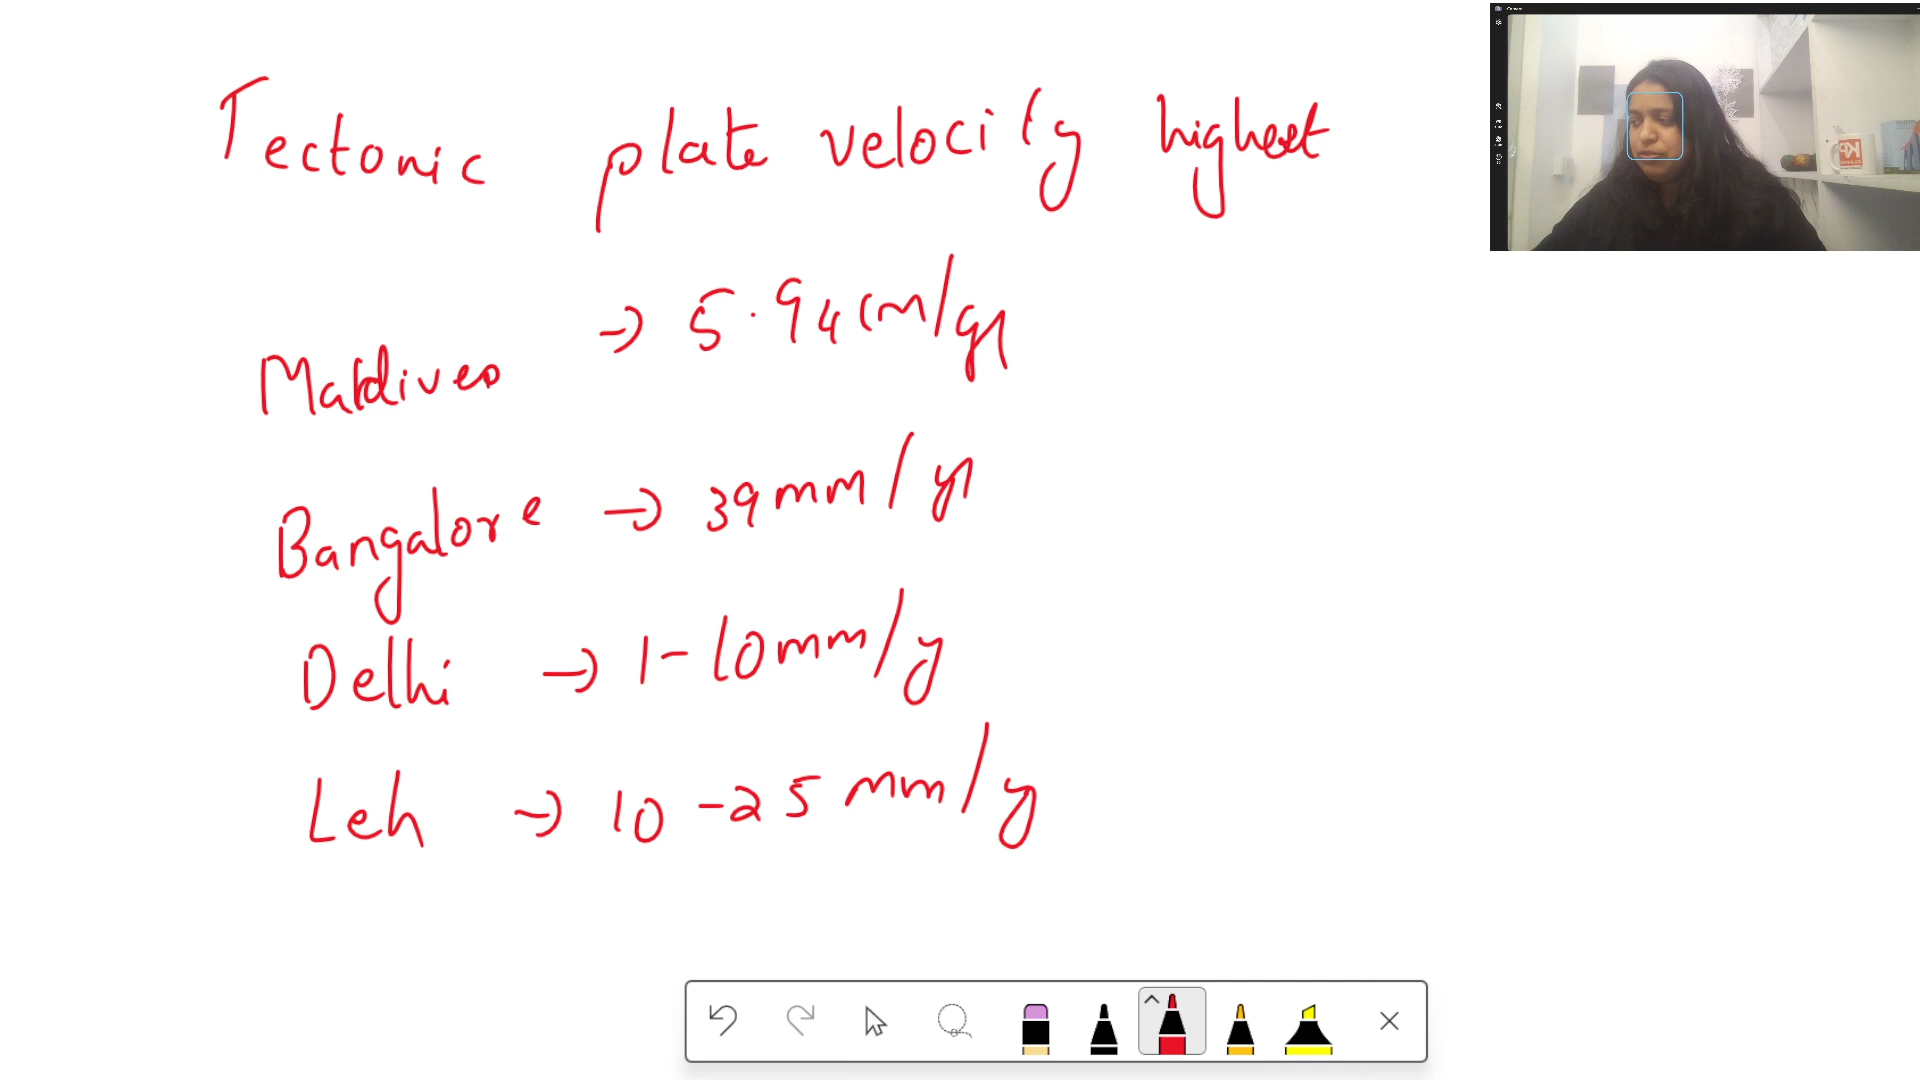 Tectonic plate velocity highest
Maldives → 5.94cm/yr
Bangalore → 39mm/yr
Delhi → 1-10mm/y
Leh → 10-25mm/y